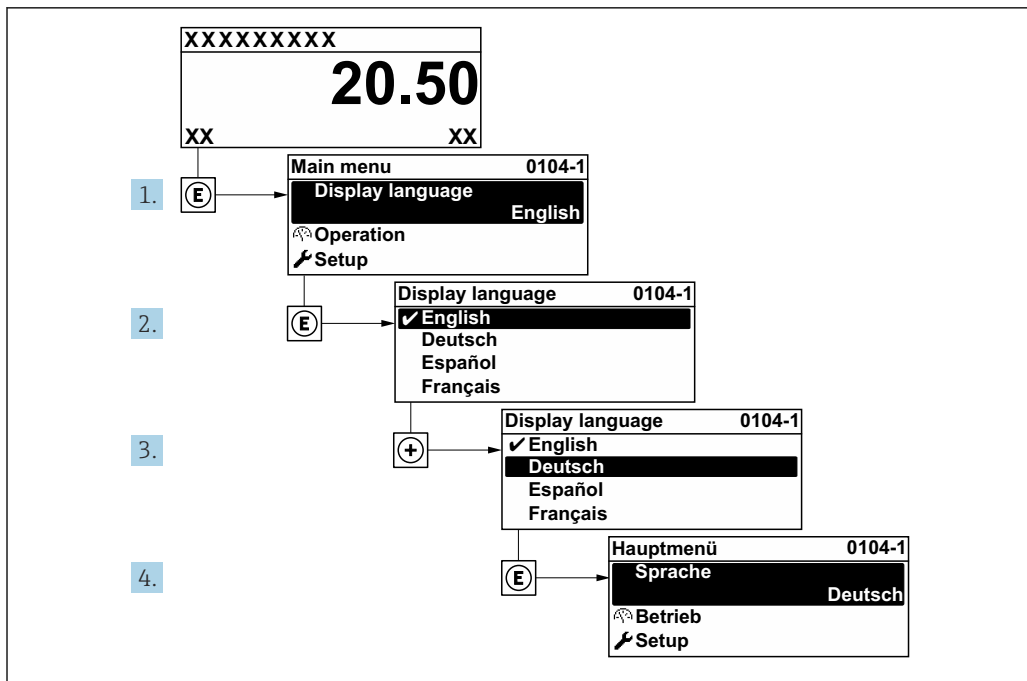 XXXXXXXXX
20.50
XX XX
1. E
Main menu 0104-1
Display language
English
Operation
Setup
2. E
Display language 0104-1
✔English
Deutsch
Español
Français
3. +
Display language 0104-1
✔English
Deutsch
Español
Français
4. E
Hauptmenü 0104-1
Sprache
Deutsch
Betrieb
Setup